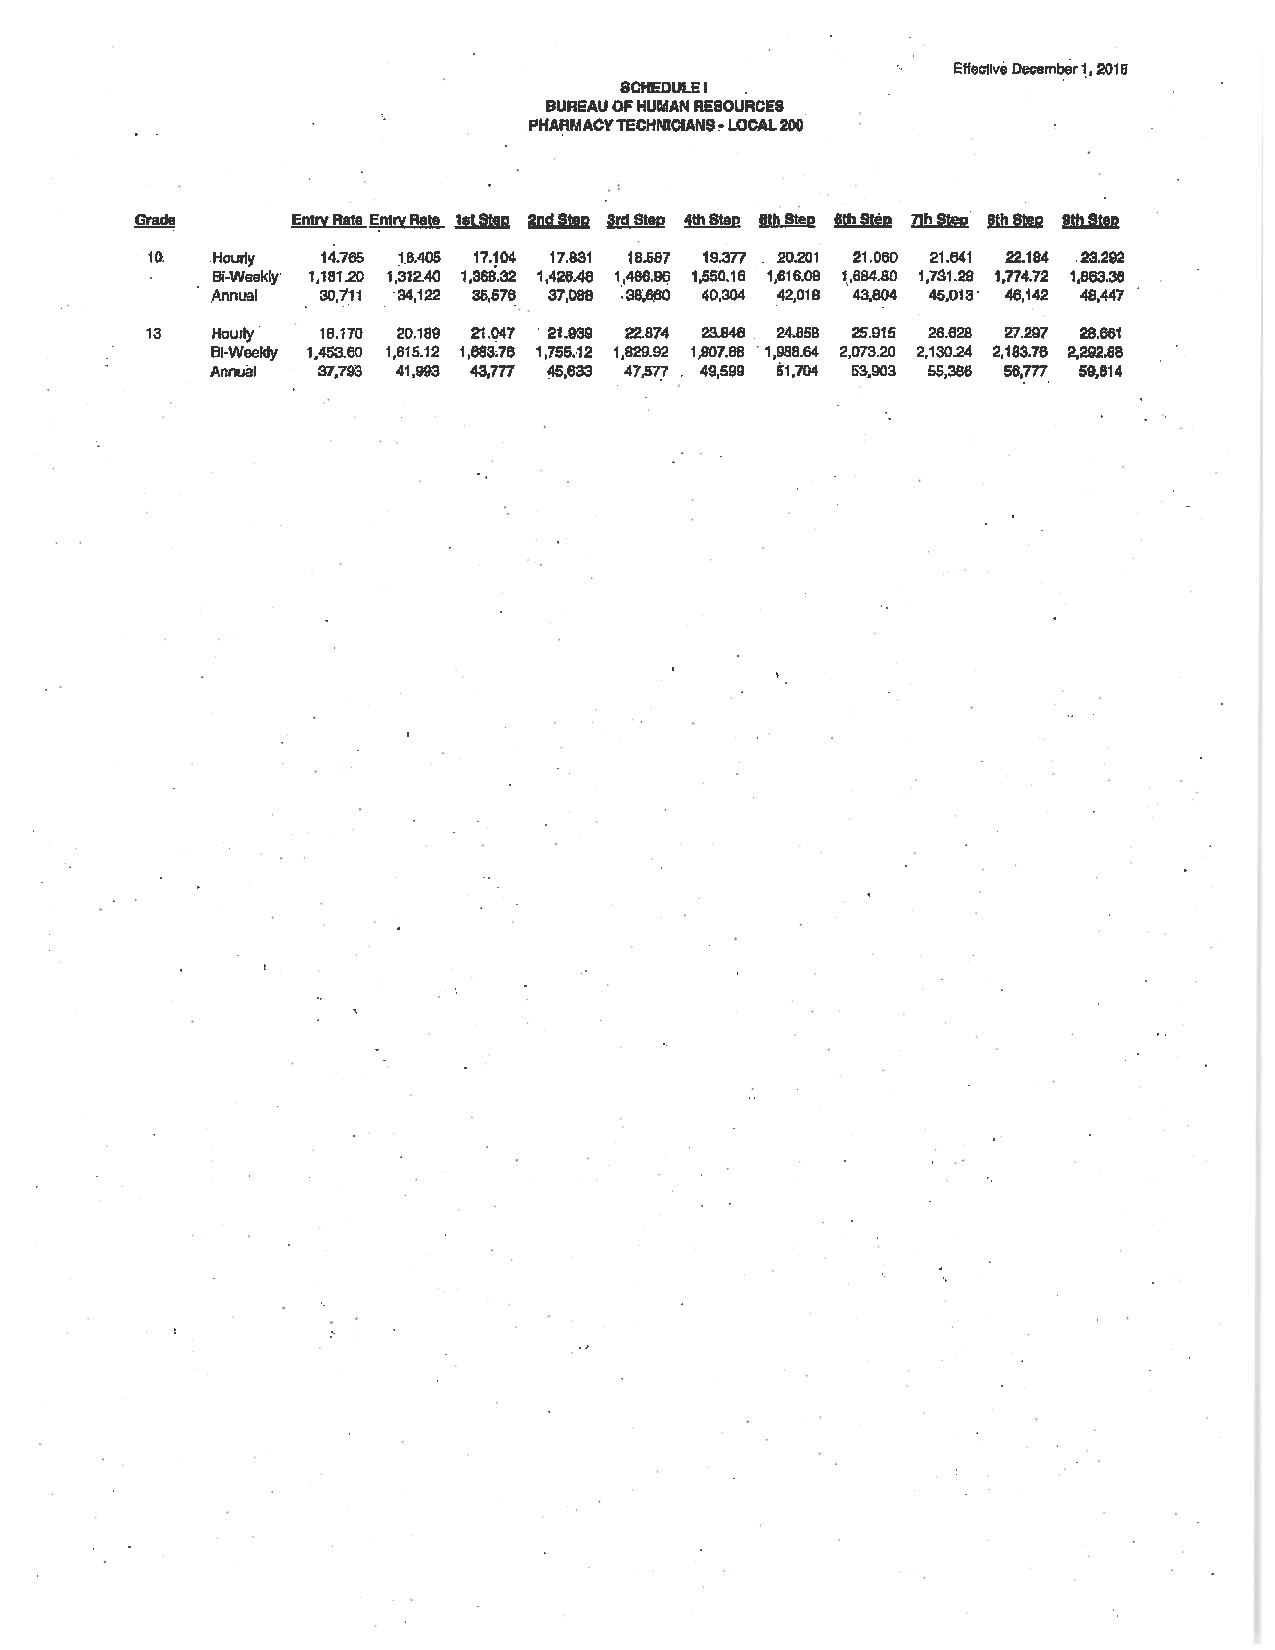 Effective December 1,
SCHEDULE I
BUREAU OF HUMAN RESOURCES
PHARMACY TECHNICIANS - LOCAL 200
Grade Entry Rate Entry Rate 1st Step 2nd Step 3rd Step 4th Step 5th Step 6th Step 7th Step 8th Step 9th Step
10 Hourly 14.765 16.405 17.104 17.831 18.587 19.377 20.201 21.060 21.641 22.184 23.292
Bi-Weekly 1,181.20 1,312.40 1,368.32 1,426.48 1,486.96 1,550.16 1,616.08 1,684.80 1,731.28 1,774.72 1,863.36
Annual 30,711 34,122 35,576 37,088 38,660 40,304 42,018 43,804 45,013 46,142 48,447
13 Hourly 18.170 20.189 21.047 21.939 22.874 23.846 24.858 25.915 26.628 27.297 28.661
Bi-Weekly 1,453.60 1,615.12 1,683.76 1,755.12 1,829.92 1,907.68 1,988.64 2,073.20 2,130.24 2,183.76 2,292.88
Annual 37,793 41,993 43,777 45,633 47,577 49,599 51,704 53,903 55,386 56,777 59,614